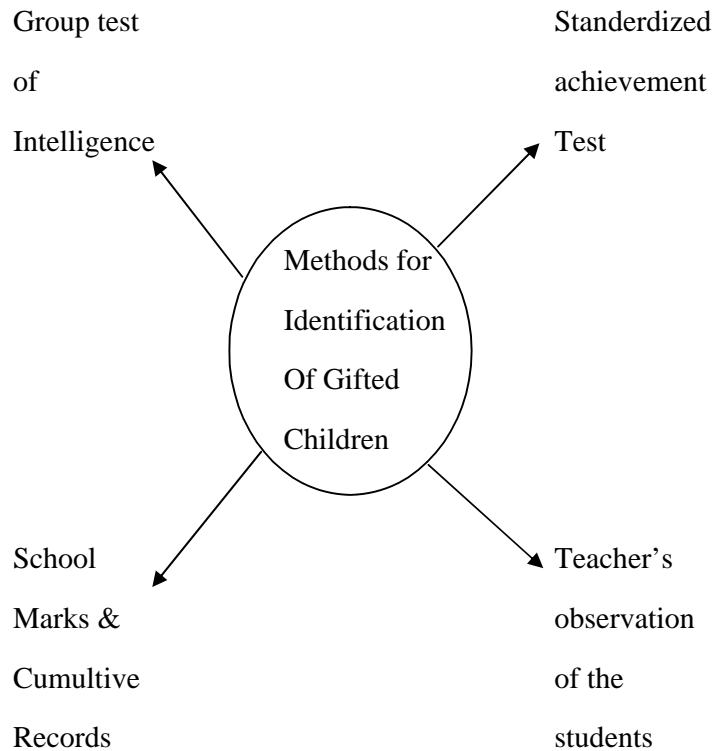 Group test
of
Intelligence
Standerdized
achievement
Test
Methods for
Identification
Of Gifted
Children
School
Marks &
Cumultive
Records
Teacher’s
observation
of the
students